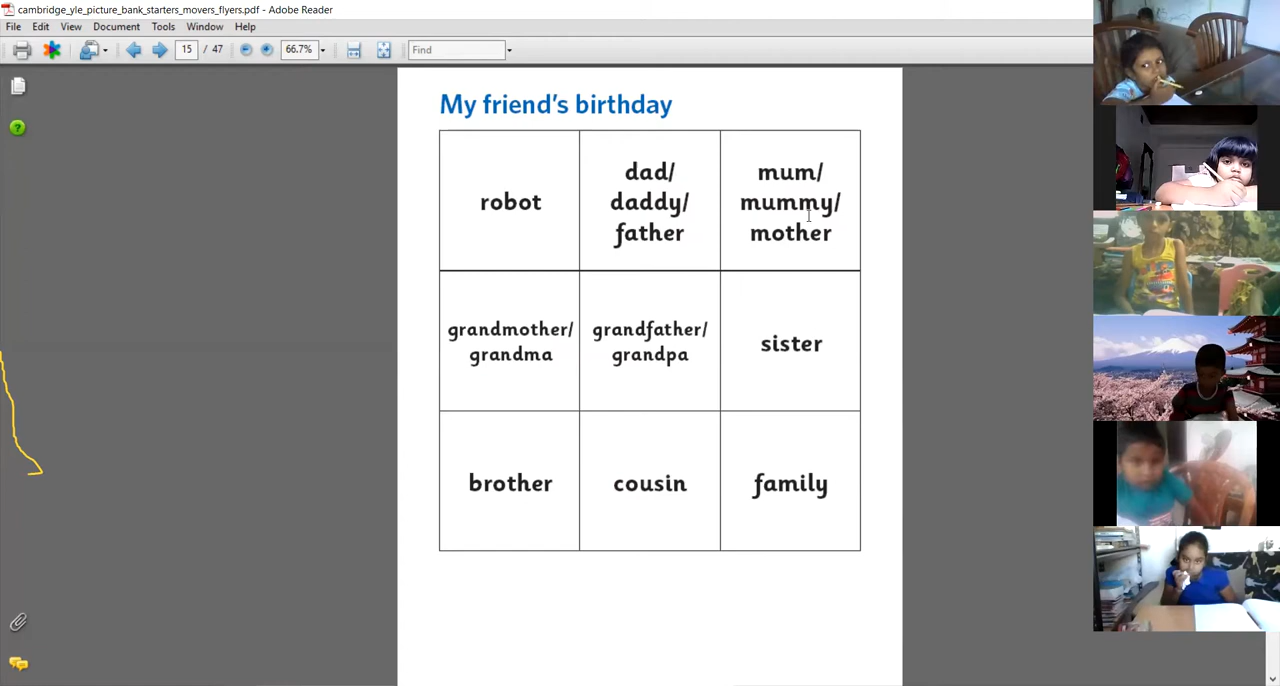 cambridge_yle_picture_bank_starters_movers_flyers.pdf - Adobe Reader
File Edit View Document Tools Window Help
15 / 47 66.7% Find
My friend's birthday
robot
dad/
daddy/
father
mum/
mummy/
mother
grandmother/
grandma
grandfather/
grandpa
sister
brother
cousin
family